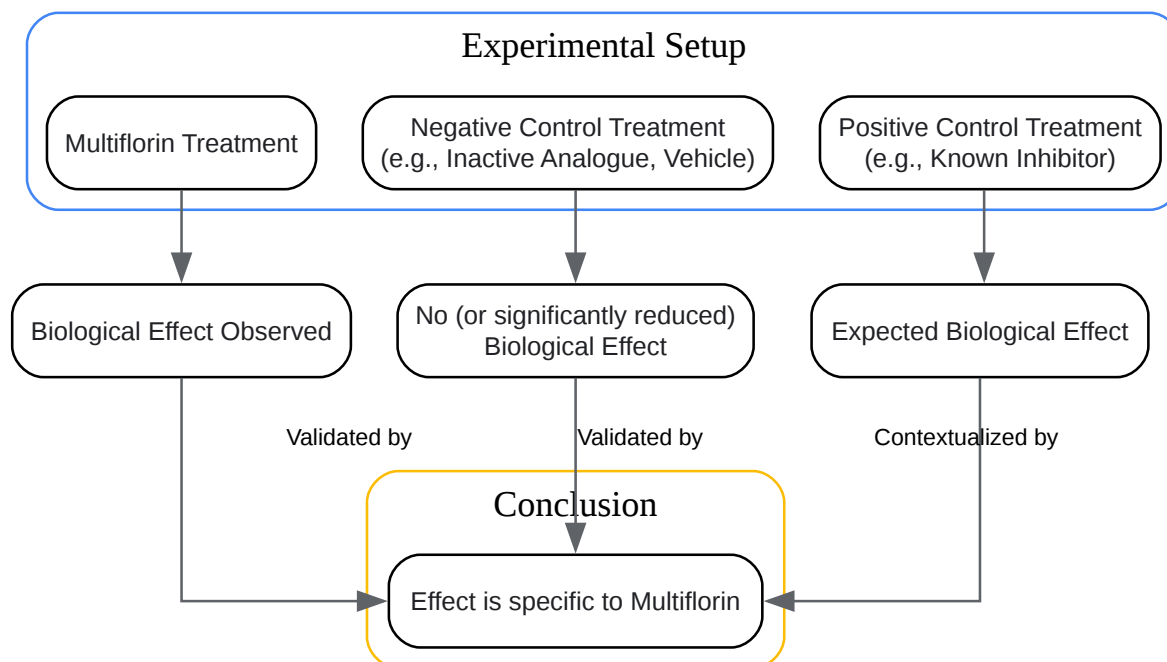 Experimental Setup
Multiflorin Treatment
Negative Control Treatment
(e.g., Inactive Analogue, Vehicle)
Positive Control Treatment
(e.g., Known Inhibitor)
Biological Effect Observed
No (or significantly reduced)
Biological Effect
Expected Biological Effect
Validated by
Validated by
Contextualized by
Conclusion
Effect is specific to Multiflorin